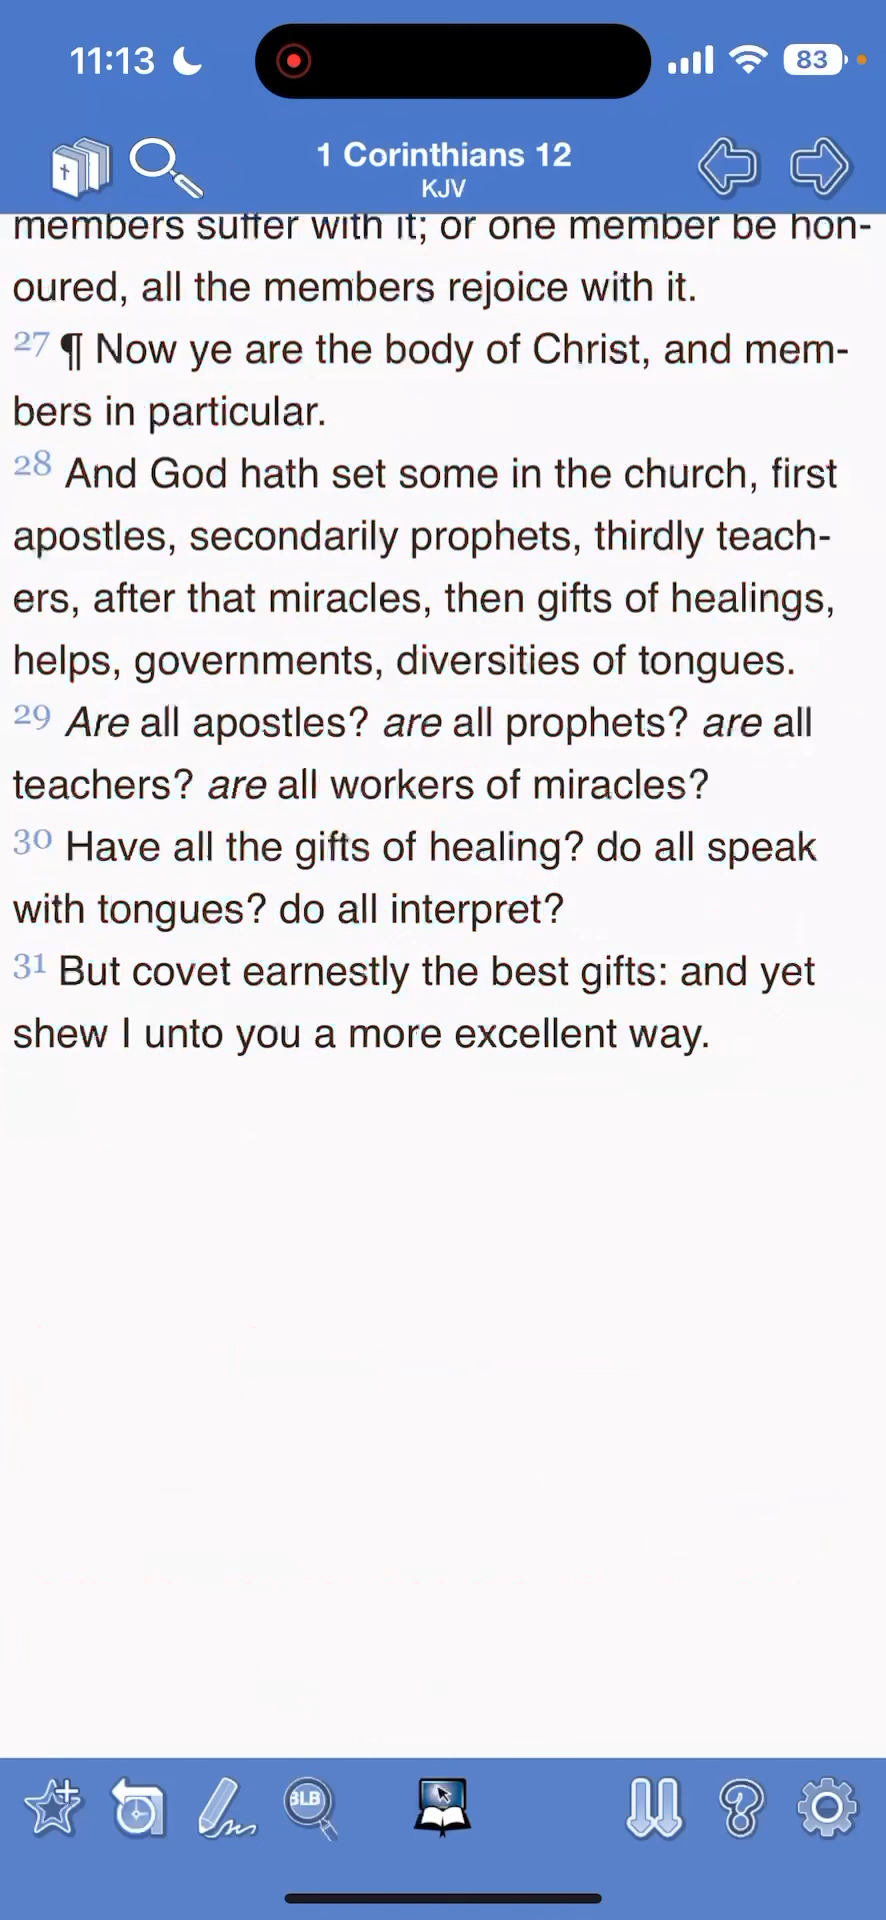 11:13
83
1 Corinthians 12
KJV
members suffer with it; or one member be hon-
oured, all the members rejoice with it.
27 ¶ Now ye are the body of Christ, and mem-
bers in particular.
28 And God hath set some in the church, first
apostles, secondarily prophets, thirdly teach-
ers, after that miracles, then gifts of healings,
helps, governments, diversities of tongues.
29 Are all apostles? are all prophets? are all
teachers? are all workers of miracles?
30 Have all the gifts of healing? do all speak
with tongues? do all interpret?
31 But covet earnestly the best gifts: and yet
shew I unto you a more excellent way.
BLB